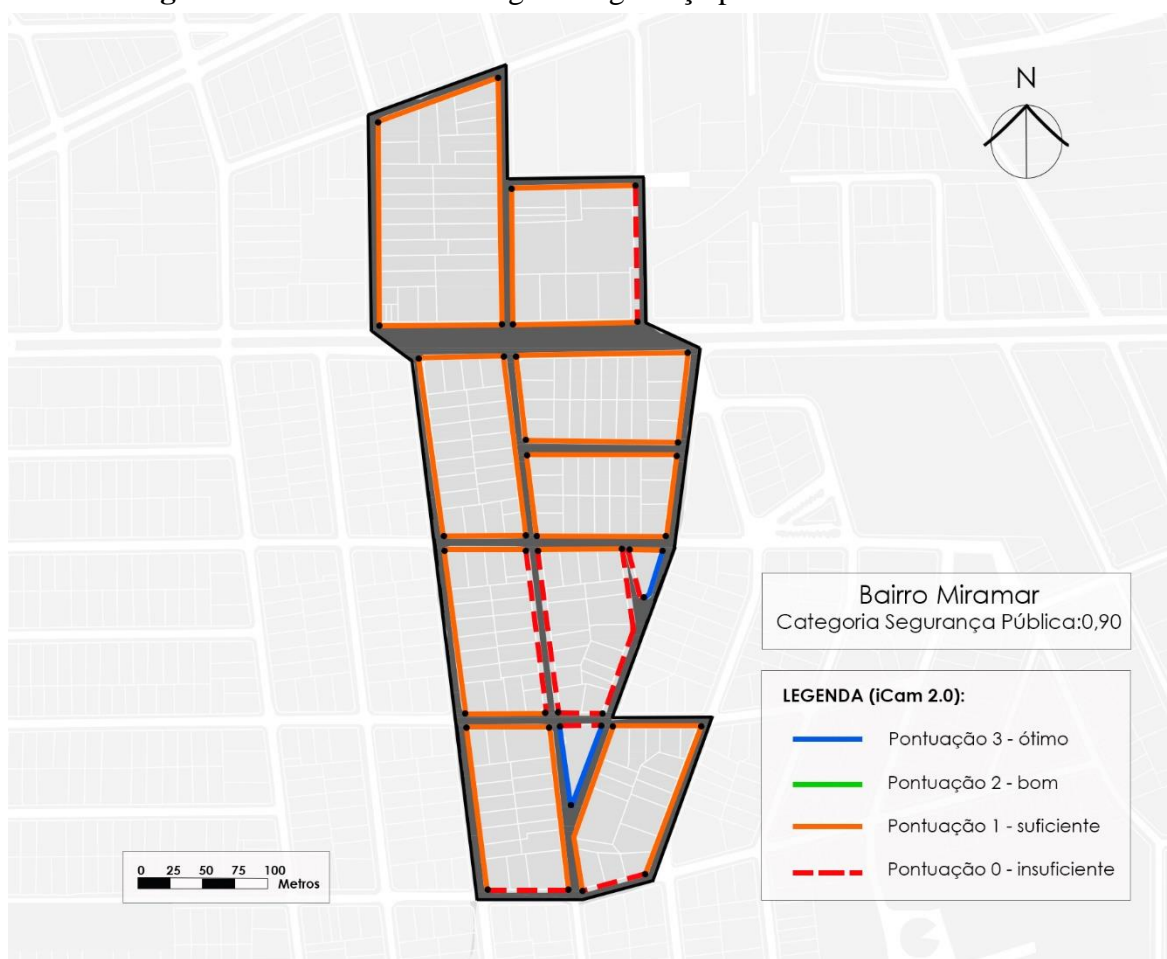 N
Bairro Miramar
Categoria Segurança Pública:0,90
LEGENDA (iCam 2.0):
Pontuação 3 - ótimo
Pontuação 2 - bom
Pontuação 1 - suficiente
Pontuação 0 - insuficiente
0 25 50 75 100
Metros